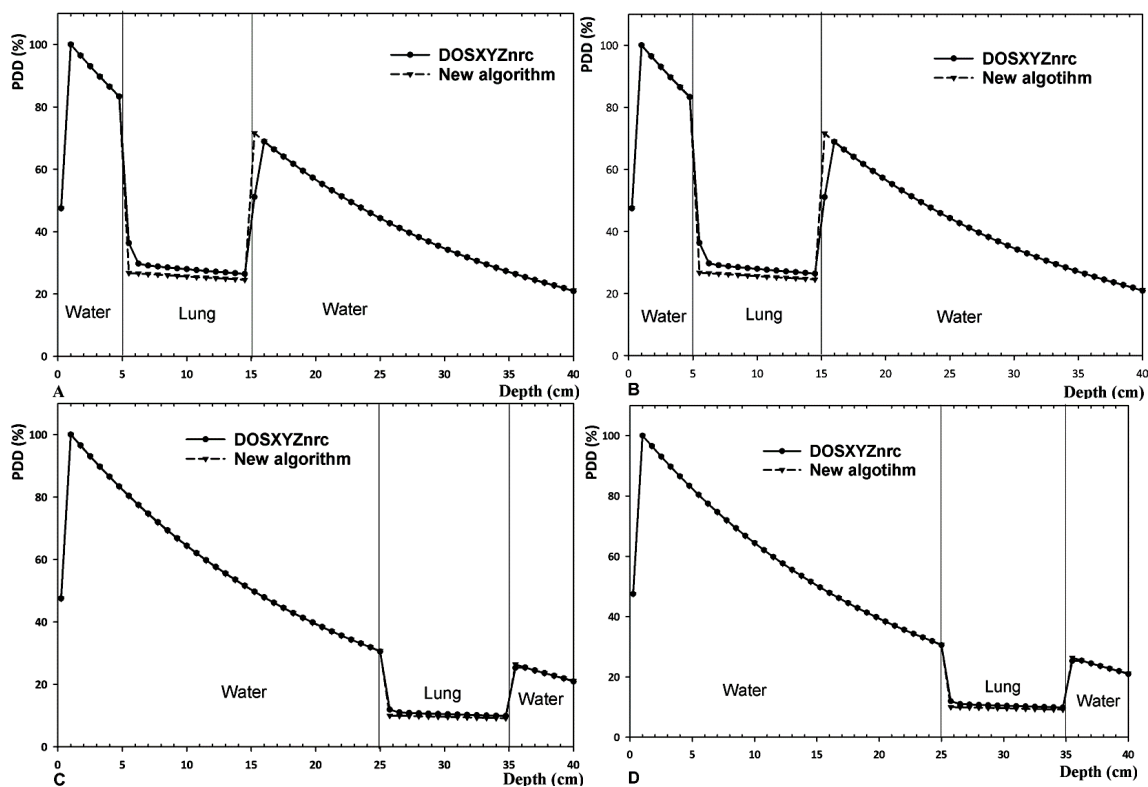 PDD (%)
100
80
60
40
20
0
DOSXYZnrc
New algorithm
Water
Lung
Water
0 5 10 15 20 25 30 35 40
A
Depth (cm)
PDD (%)
100
80
60
40
20
0
DOSXYZnrc
New algotihm
Water
Lung
Water
0 5 10 15 20 25 30 35 40
B
Depth (cm)
PDD (%)
100
80
60
40
20
0
DOSXYZnrc
New algorithm
Water
Lung
Water
0 5 10 15 20 25 30 35 40
C
Depth (cm)
PDD (%)
100
80
60
40
20
0
DOSXYZnrc
New algotihm
Water
Lung
Water
0 5 10 15 20 25 30 35 40
D
Depth (cm)